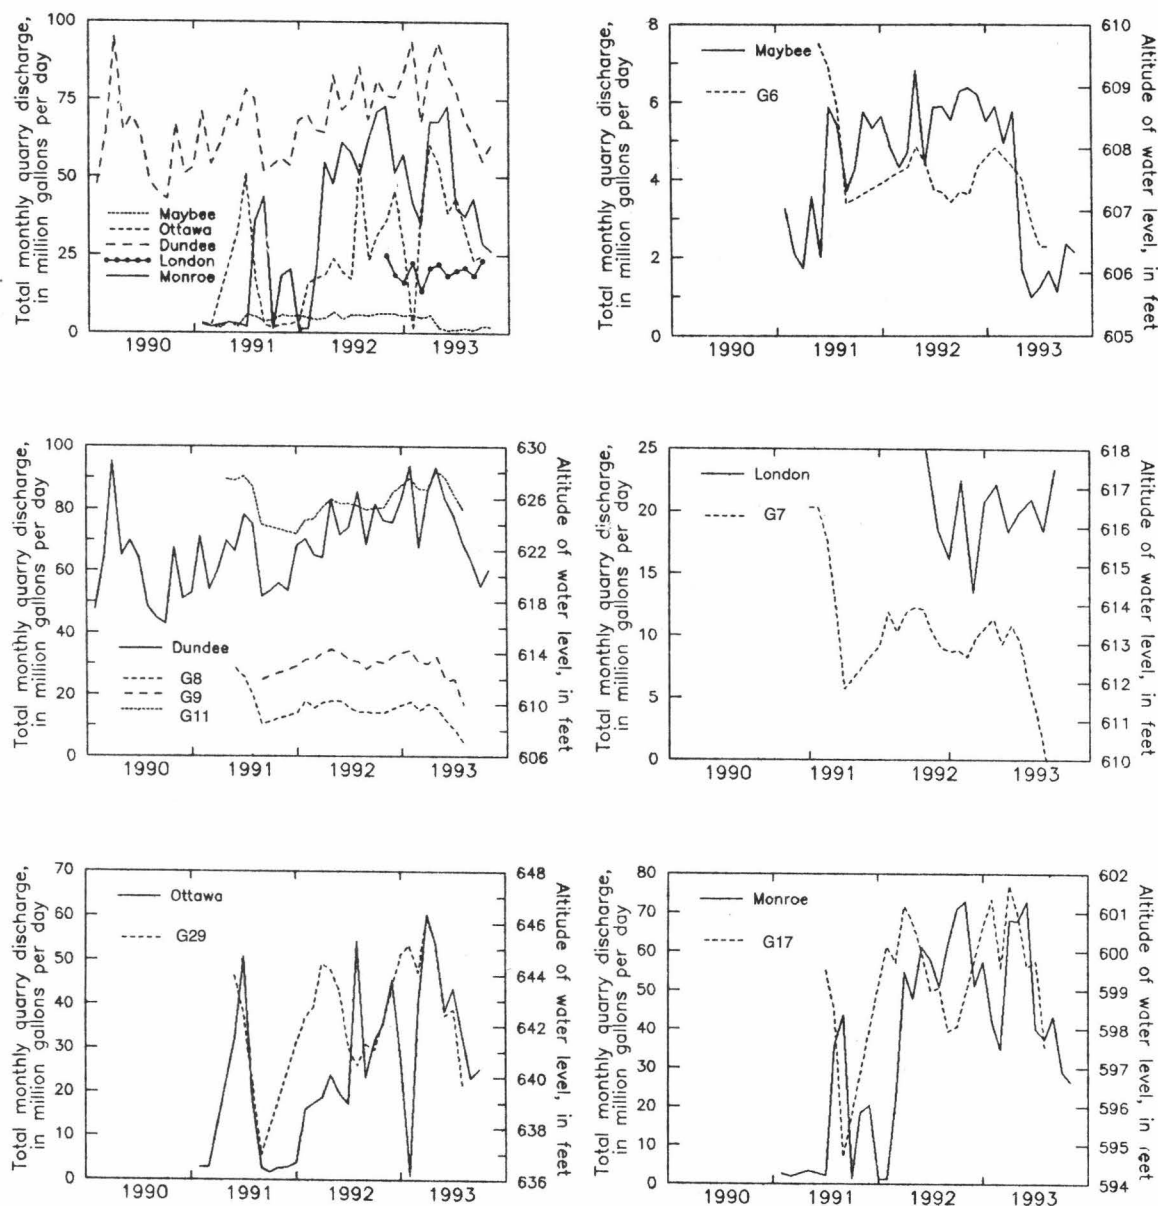 Total monthly quarry discharge,
in million gallons per day
100
75
50
25
0
Maybee
Ottawa
Dundee
London
Monroe
1990 1991 1992 1993
Total monthly quarry discharge,
in million gallons per day
8
6
4
2
0
Maybee
G6
610
609
608
607
606
605
Altitude of water level, in feet
1990 1991 1992 1993
Total monthly quarry discharge,
in million gallons per day
100
80
60
40
20
0
Dundee
G8
G9
G11
630
626
622
618
614
610
606
Altitude of water level, in feet
1990 1991 1992 1993
Total monthly quarry discharge,
in million gallons per day
25
20
15
10
5
0
London
G7
618
617
616
615
614
613
612
611
610
Altitude of water level, in feet
1990 1991 1992 1993
Total monthly quarry discharge,
in million gallons per day
70
60
50
40
30
20
10
0
Ottawa
G29
648
646
644
642
640
638
636
Altitude of water level, in feet
1990 1991 1992 1993
Total monthly quarry discharge,
in million gallons per day
80
70
60
50
40
30
20
10
0
Monroe
G17
602
601
600
599
598
597
596
595
594
Altitude of water level, in feet
1990 1991 1992 1993